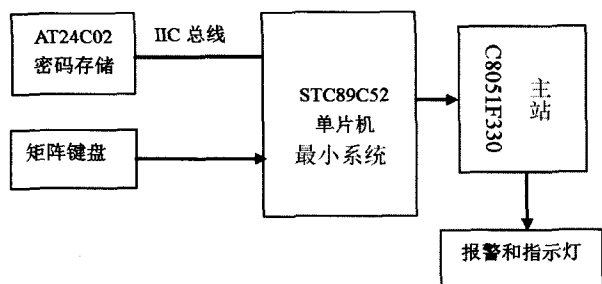 AT24C02
密码存储
IIC 总线
STC89C52
单片机
最小系统
矩阵键盘
C8051F330
主站
报警和指示灯